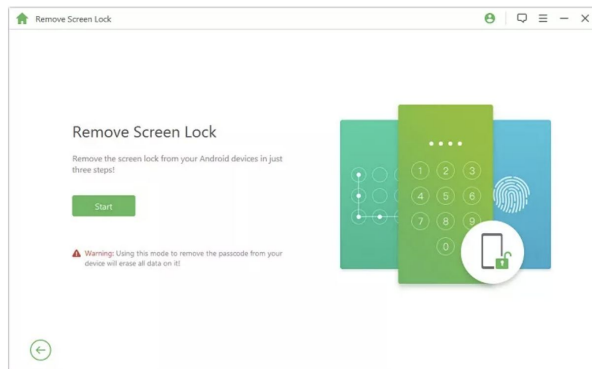 Remove Screen Lock
Remove Screen Lock
Remove the screen lock from your Android devices in just
three steps!
Start
Warning: Using this mode to remove the passcode from your
device will erase all data on it!
1 2 3
4 5 6
7 8 9
0